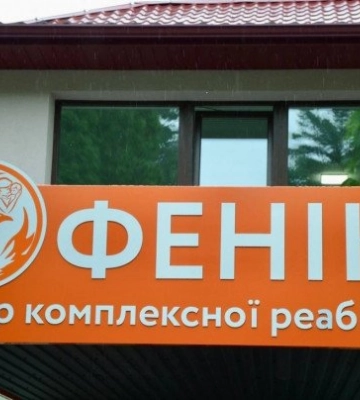 ФЕНІ
р комплексної реаб